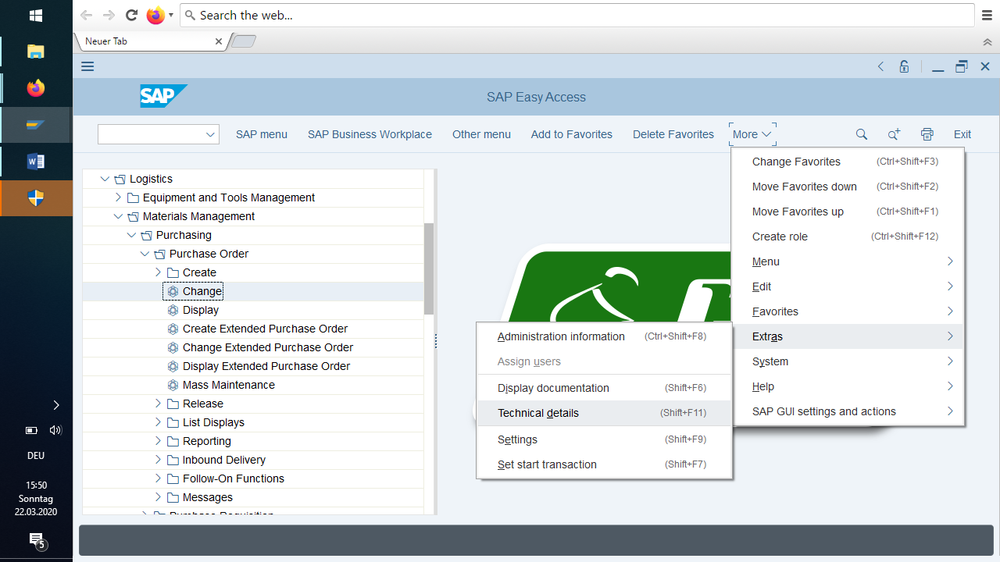 Search the web...
Neuer Tab
SAP
SAP Easy Access
SAP menu
SAP Business Workplace
Other menu
Add to Favorites
Delete Favorites
More
Exit
Logistics
Equipment and Tools Management
Materials Management
Purchasing
Purchase Order
Create
Change
Display
Create Extended Purchase Order
Change Extended Purchase Order
Display Extended Purchase Order
Mass Maintenance
Release
List Displays
Reporting
Inbound Delivery
Follow-On Functions
Messages
Purchase Requisition
Change Favorites (Ctrl+Shift+F3)
Move Favorites down (Ctrl+Shift+F2)
Move Favorites up (Ctrl+Shift+F1)
Create role (Ctrl+Shift+F12)
Menu
Edit
Favorites
Extras
System
Help
SAP GUI settings and actions
Administration information (Ctrl+Shift+F8)
Assign users
Display documentation (Shift+F6)
Technical details (Shift+F11)
Settings (Shift+F9)
Set start transaction (Shift+F7)
DEU
15:50
Sonntag
22.03.2020
5